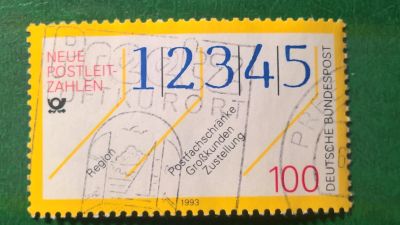 NEUE
POSTLEIT-
ZAHLEN
12345
Region
Postfachschränke
Großkunden
Zustellung
100
DEUTSCHE BUNDESPOST
1993